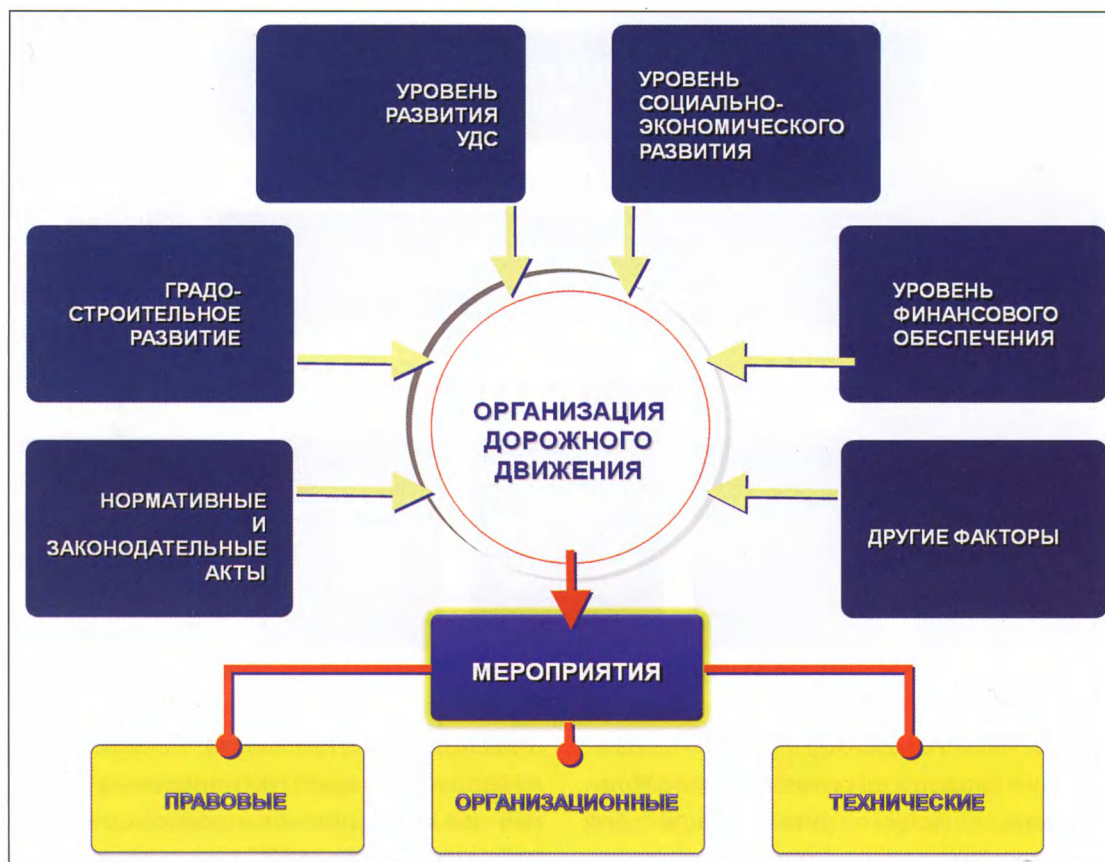 УРОВЕНЬ
РАЗВИТИЯ
УДС
УРОВЕНЬ
СОЦИАЛЬНО-
ЭКОНОМИЧЕСКОГО
РАЗВИТИЯ
ГРАДО-
СТРОИТЕЛЬНОЕ
РАЗВИТИЕ
УРОВЕНЬ
ФИНАНСОВОГО
ОБЕСПЕЧЕНИЯ
ОРГАНИЗАЦИЯ
ДОРОЖНОГО
ДВИЖЕНИЯ
НОРМАТИВНЫЕ
И
ЗАКОНОДАТЕЛЬНЫЕ
АКТЫ
ДРУГИЕ ФАКТОРЫ
МЕРОПРИЯТИЯ
ПРАВОВЫЕ
ОРГАНИЗАЦИОННЫЕ
ТЕХНИЧЕСКИЕ